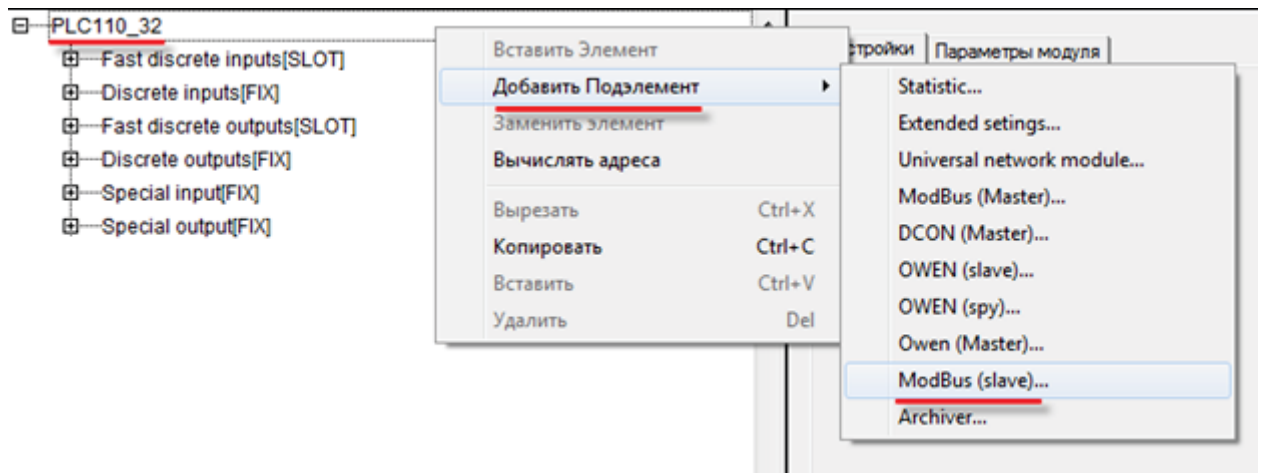 PLC110_32
Fast discrete inputs[SLOT]
Discrete inputs[FIX]
Fast discrete outputs[SLOT]
Discrete outputs[FIX]
Special input[FIX]
Special output[FIX]
Вставить Элемент
Добавить Подэлемент
Заменить элемент
Вычислять адреса
Вырезать Ctrl+X
Копировать Ctrl+C
Вставить Ctrl+V
Удалить Del
стройки Параметры модуля
Statistic...
Extended setings...
Universal network module...
ModBus (Master)...
DCON (Master)...
OWEN (slave)...
OWEN (spy)...
Owen (Master)...
ModBus (slave)...
Archiver...